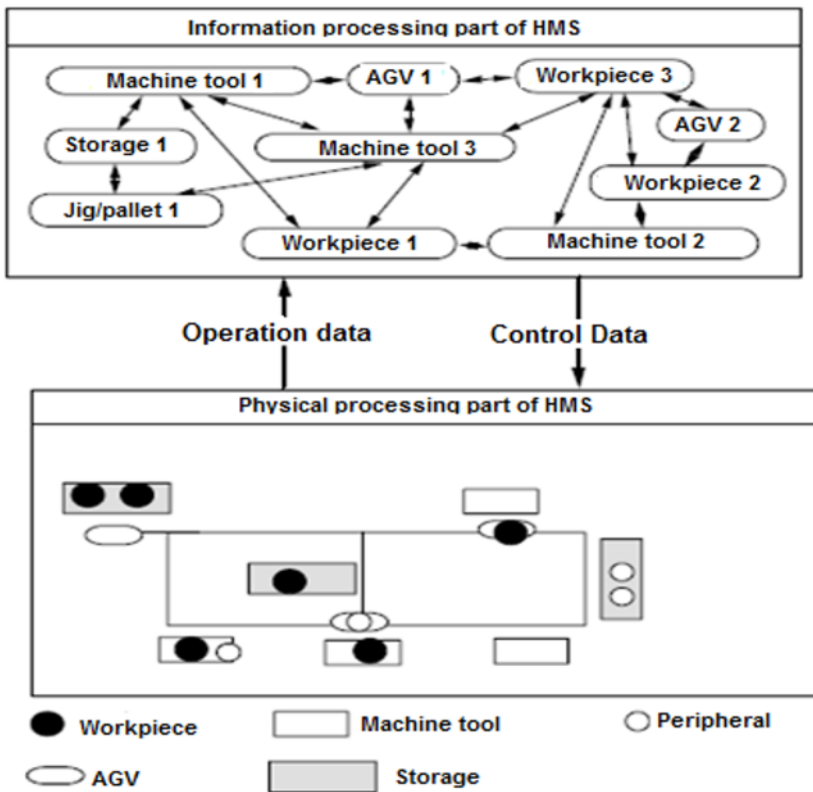 Information processing part of HMS
Machine tool 1
AGV 1
Workpiece 3
AGV 2
Storage 1
Machine tool 3
Workpiece 2
Jig/pallet 1
Workpiece 1
Machine tool 2
Operation data
Control Data
Physical processing part of HMS
Workpiece
Machine tool
Peripheral
AGV
Storage